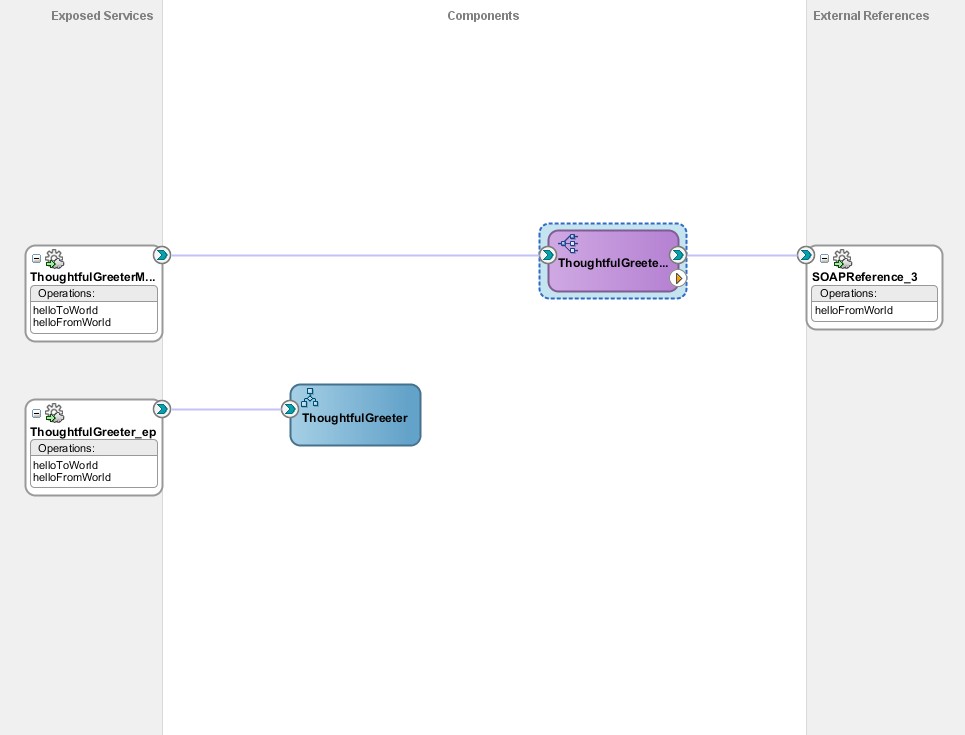 Exposed Services
Components
External References
ThoughtfulGreeterM...
Operations:
helloToWorld
helloFromWorld
ThoughtfulGreete...
SOAPReference_3
Operations:
helloFromWorld
ThoughtfulGreeter_ep
Operations:
helloToWorld
helloFromWorld
ThoughtfulGreeter